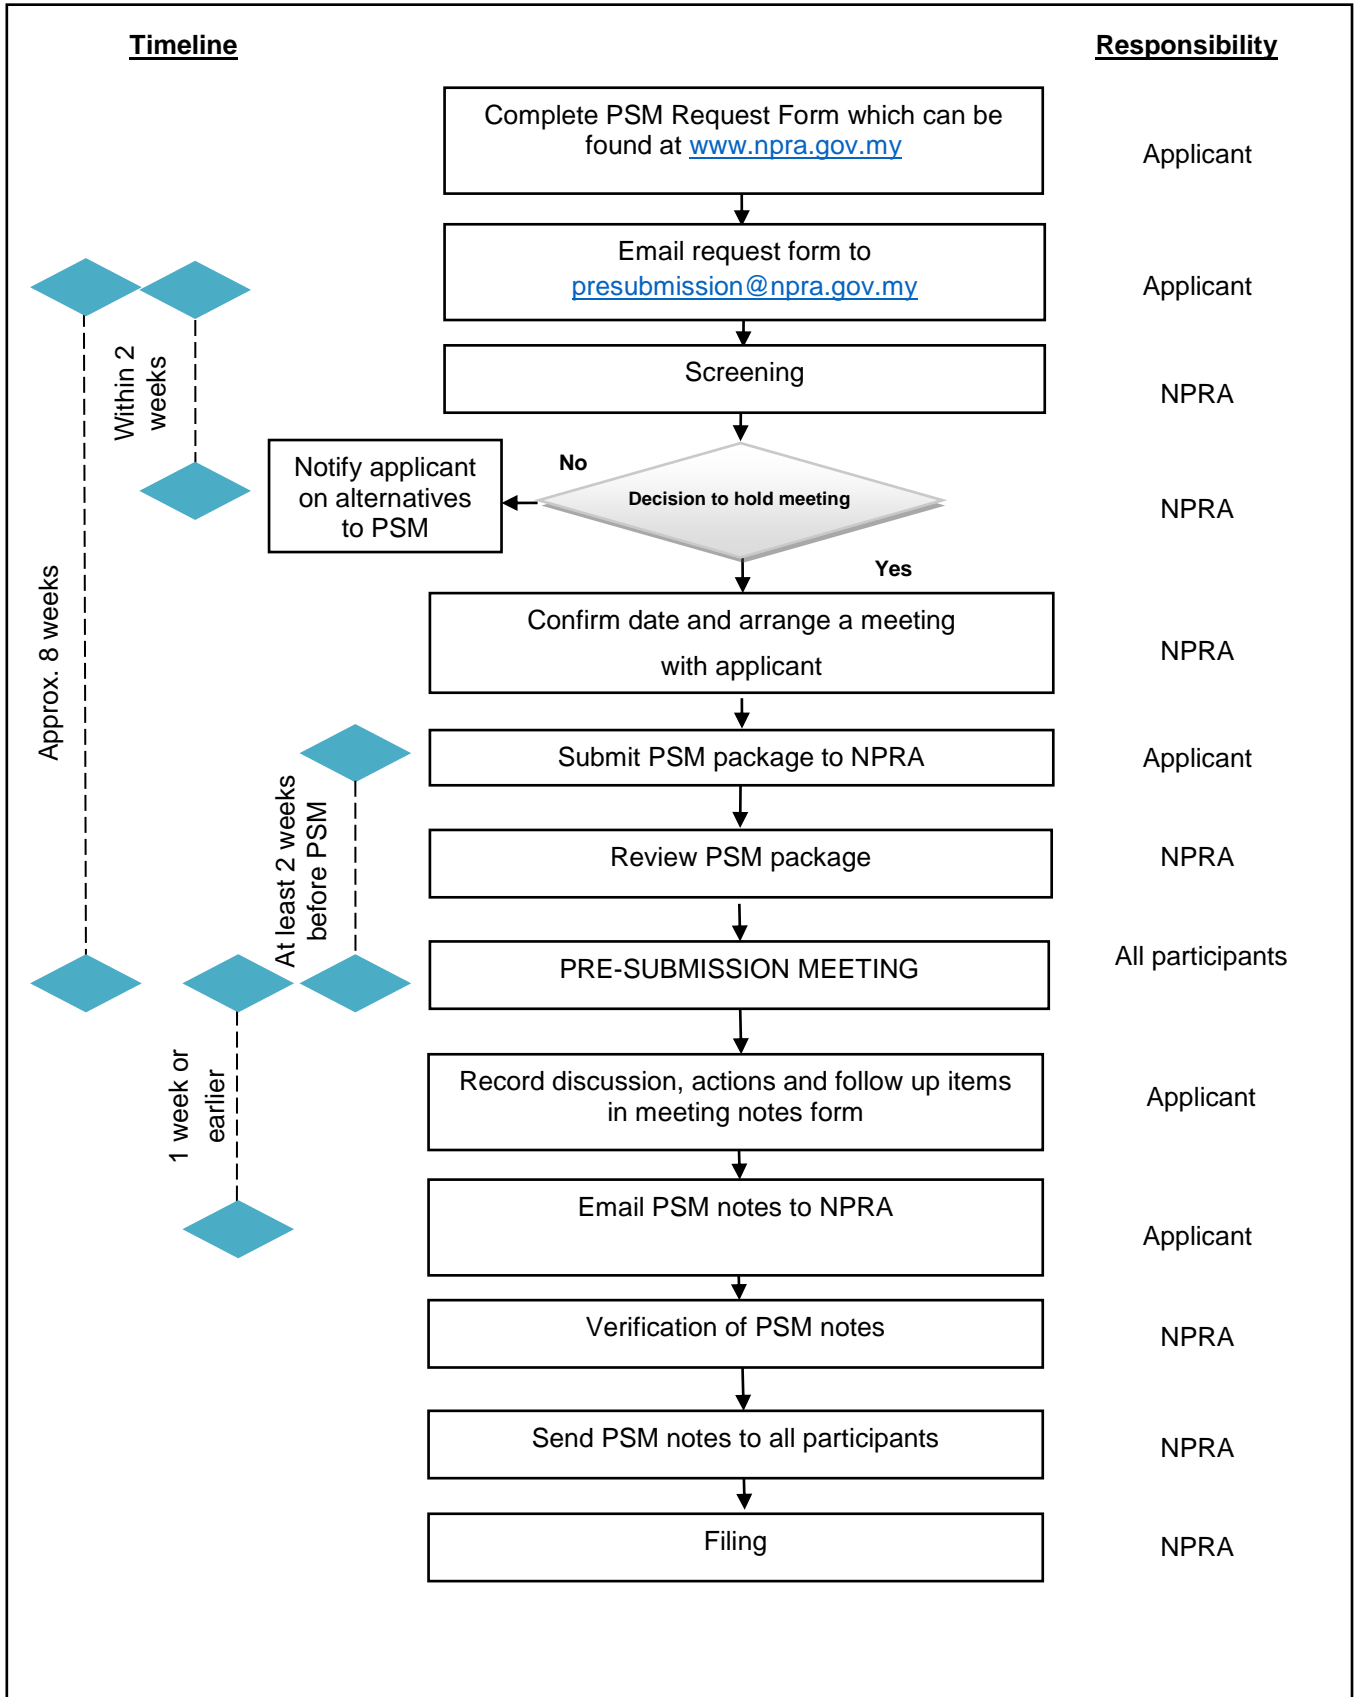 Timeline
Responsibility
Complete PSM Request Form which can be
found at www.npra.gov.my
Applicant
Email request form to
presubmission@npra.gov.my
Applicant
Within 2
weeks
Screening
NPRA
No
Notify applicant
on alternatives
to PSM
Decision to hold meeting
NPRA
Yes
Approx. 8 weeks
Confirm date and arrange a meeting
with applicant
NPRA
Submit PSM package to NPRA
Applicant
At least 2 weeks
before PSM
Review PSM package
NPRA
PRE-SUBMISSION MEETING
All participants
1 week or
earlier
Record discussion, actions and follow up items
in meeting notes form
Applicant
Email PSM notes to NPRA
Applicant
Verification of PSM notes
NPRA
Send PSM notes to all participants
NPRA
Filing
NPRA